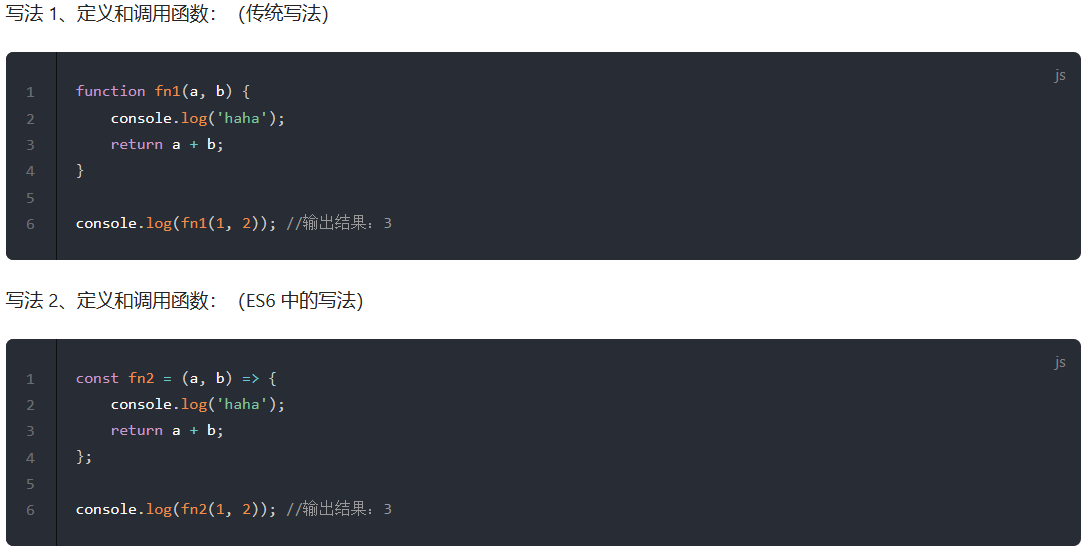 写法 1、定义和调用函数：（传统写法）
js
1 function fn1(a, b) {
2     console.log('haha');
3     return a + b;
4 }
5
6 console.log(fn1(1, 2)); //输出结果：3
写法 2、定义和调用函数：（ES6 中的写法）
js
1 const fn2 = (a, b) => {
2     console.log('haha');
3     return a + b;
4 };
5
6 console.log(fn2(1, 2)); //输出结果：3